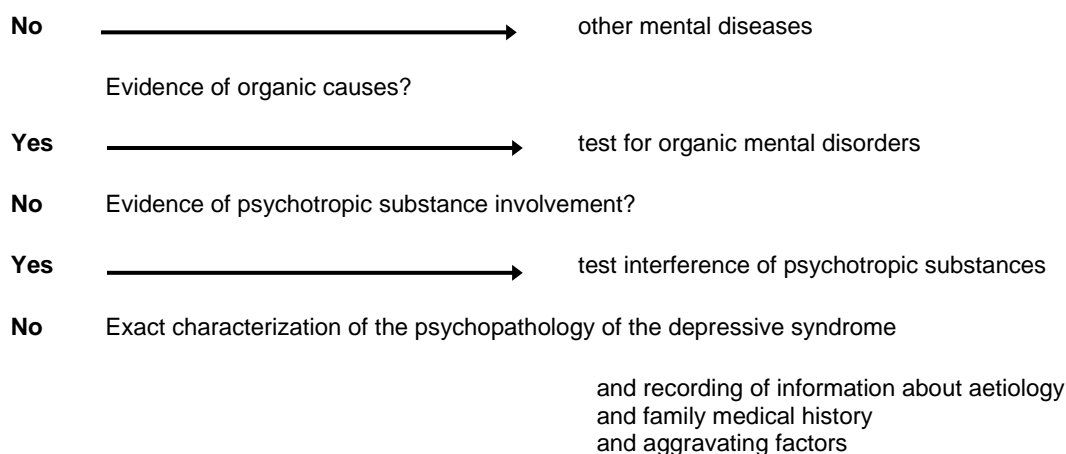 No other mental diseases
Evidence of organic causes?
Yes test for organic mental disorders
No Evidence of psychotropic substance involvement?
Yes test interference of psychotropic substances
No Exact characterization of the psychopathology of the depressive syndrome
and recording of information about aetiology
and family medical history
and aggravating factors